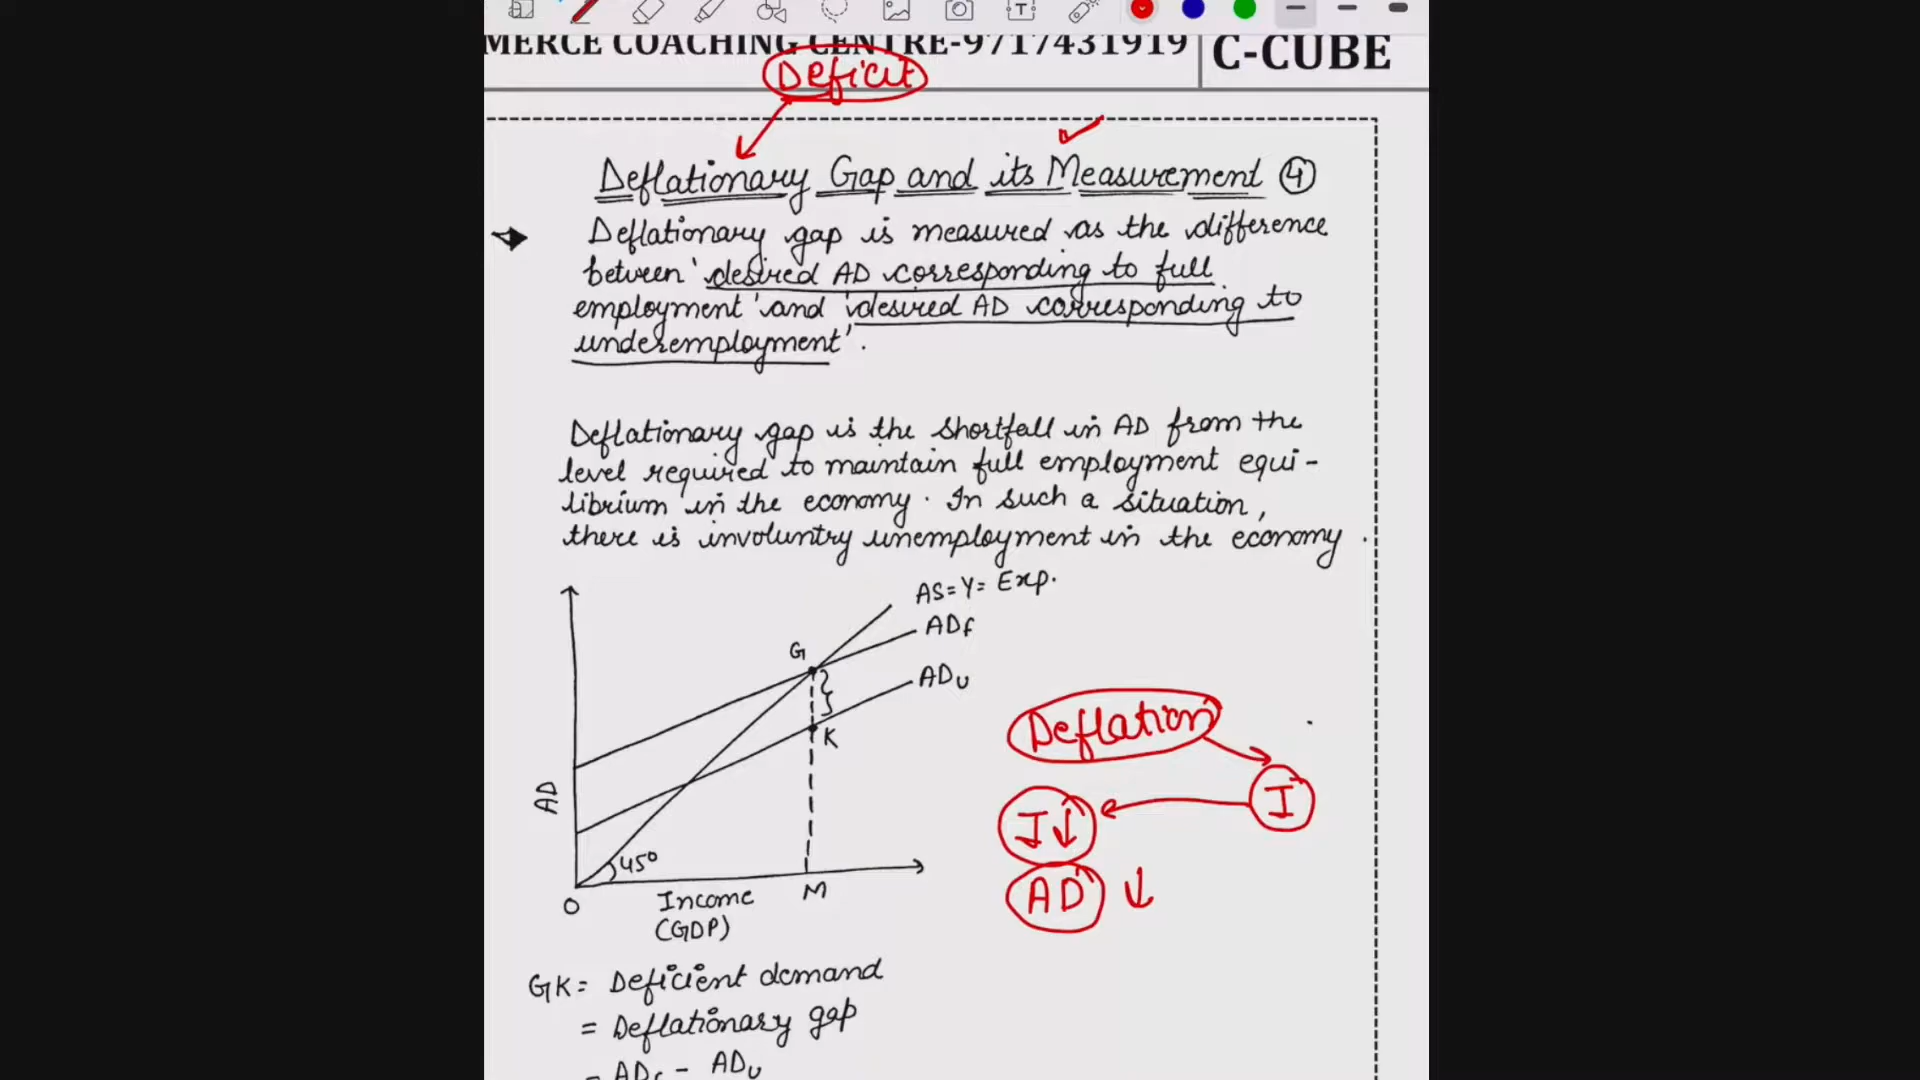 MERCE COACHING CENTRE-9717431919
C-CUBE
Deficit
Deflationary Gap and its Measurement 4
Deflationary gap is measured as the difference
between 'desired AD corresponding to full
employment' and 'desired AD corresponding to
underemployment'.
Deflationary gap is the shortfall in AD from the
level required to maintain full employment equi-
librium in the economy. In such a situation,
there is involuntry unemployment in the economy.
AS=Y= Exp.
ADF
G
ADU
K
AD
45°
O
Income
(GDP)
M
Deflation
I
I↓
AD ↓
GK= Deficient demand
= Deflationary gap
= ADF - ADU